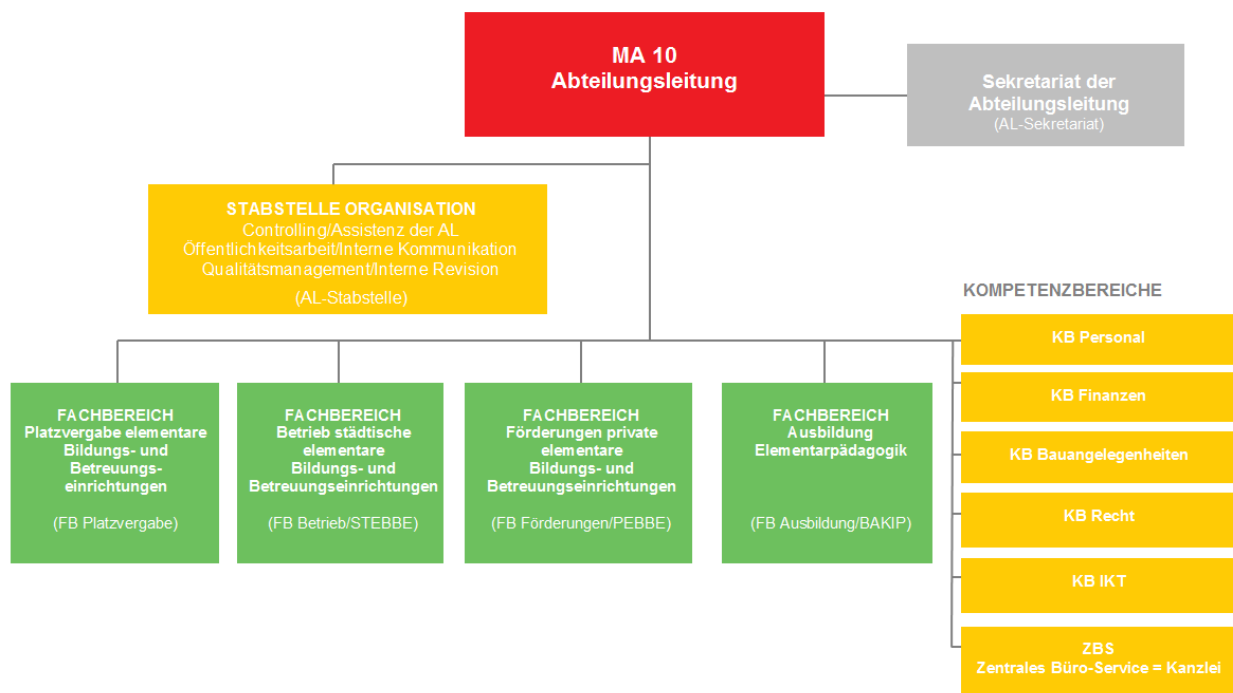 MA 10
Abteilungsleitung
Sekretariat der
Abteilungsleitung
(AL-Sekretariat)
STABSTELLE ORGANISATION
Controlling/Assistenz der AL
Öffentlichkeitsarbeit/Interne Kommunikation
Qualitätsmanagement/Interne Revision
(AL-Stabstelle)
FACHBEREICH
Platzvergabe elementare
Bildungs- und
Betreuungs-
einrichtungen
(FB Platzvergabe)
FACHBEREICH
Betrieb städtische
elementare
Bildungs- und
Betreuungseinrichtungen
(FB Betrieb/STEBBE)
FACHBEREICH
Förderungen private
elementare
Bildungs- und
Betreuungseinrichtungen
(FB Förderungen/PEBBE)
FACHBEREICH
Ausbildung
Elementarpädagogik
(FB Ausbildung/BAKIP)
KOMPETENZBEREICHE
KB Personal
KB Finanzen
KB Bauangelegenheiten
KB Recht
KB IKT
ZBS
Zentrales Büro-Service = Kanzlei